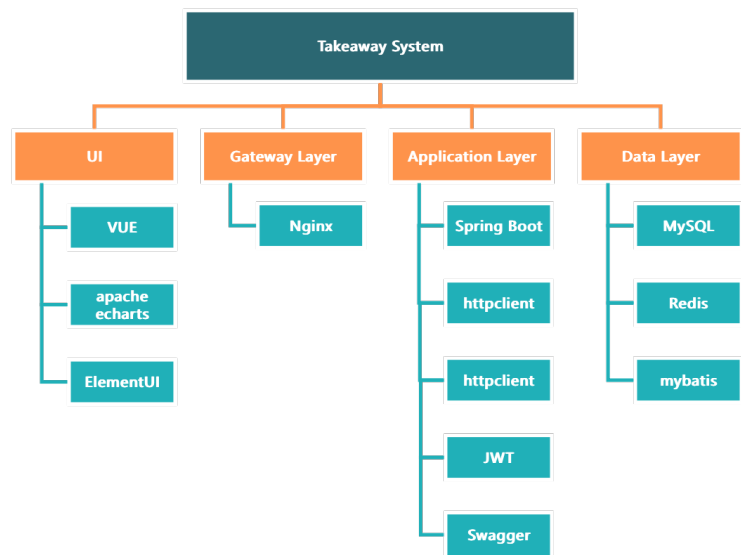 Takeaway System
UI
Gateway Layer
Application Layer
Data Layer
VUE
Nginx
Spring Boot
MySQL
apache
echarts
httpclient
Redis
ElementUI
httpclient
mybatis
JWT
Swagger